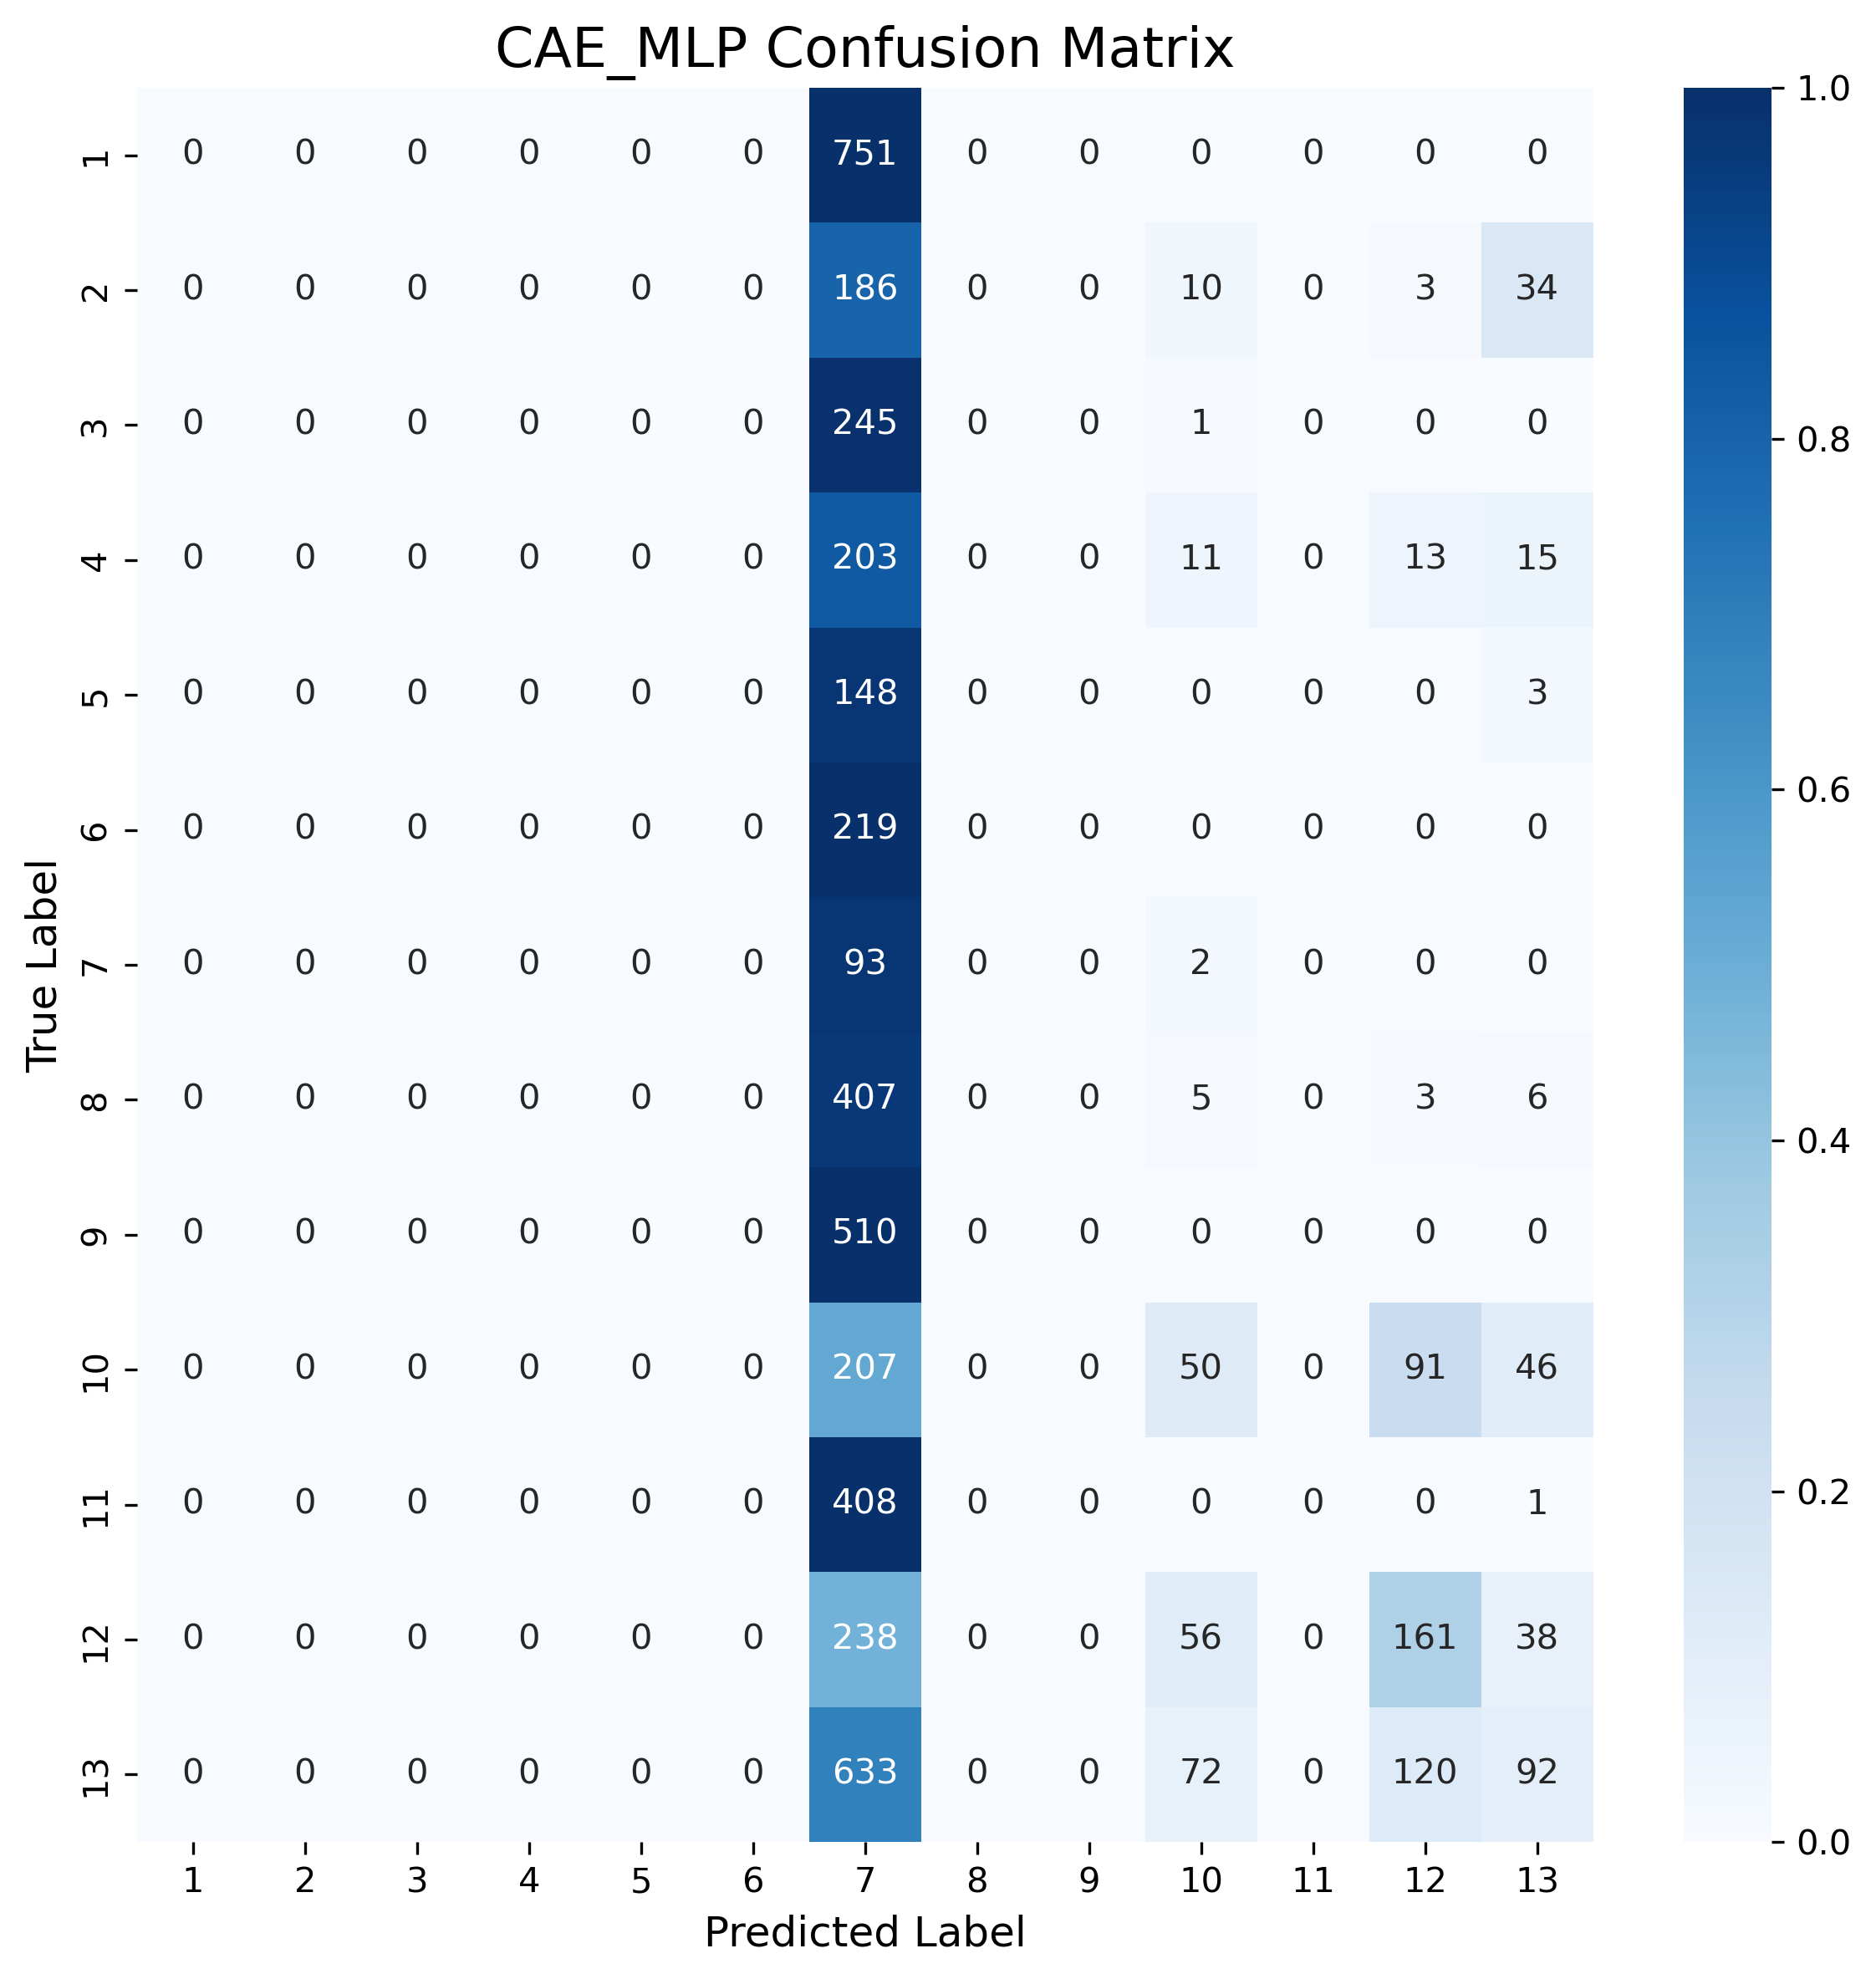 CAE_MLP Confusion Matrix
1 0 0 0 0 0 0 751 0 0 0 0 0 0
2 0 0 0 0 0 0 186 0 0 10 0 3 34
3 0 0 0 0 0 0 245 0 0 1 0 0 0
4 0 0 0 0 0 0 203 0 0 11 0 13 15
5 0 0 0 0 0 0 148 0 0 0 0 0 3
6 0 0 0 0 0 0 219 0 0 0 0 0 0
7 0 0 0 0 0 0 93 0 0 2 0 0 0
8 0 0 0 0 0 0 407 0 0 5 0 3 6
9 0 0 0 0 0 0 510 0 0 0 0 0 0
10 0 0 0 0 0 0 207 0 0 50 0 91 46
11 0 0 0 0 0 0 408 0 0 0 0 0 1
12 0 0 0 0 0 0 238 0 0 56 0 161 38
13 0 0 0 0 0 0 633 0 0 72 0 120 92
1 2 3 4 5 6 7 8 9 10 11 12 13
Predicted Label
True Label
1.0
0.8
0.6
0.4
0.2
0.0